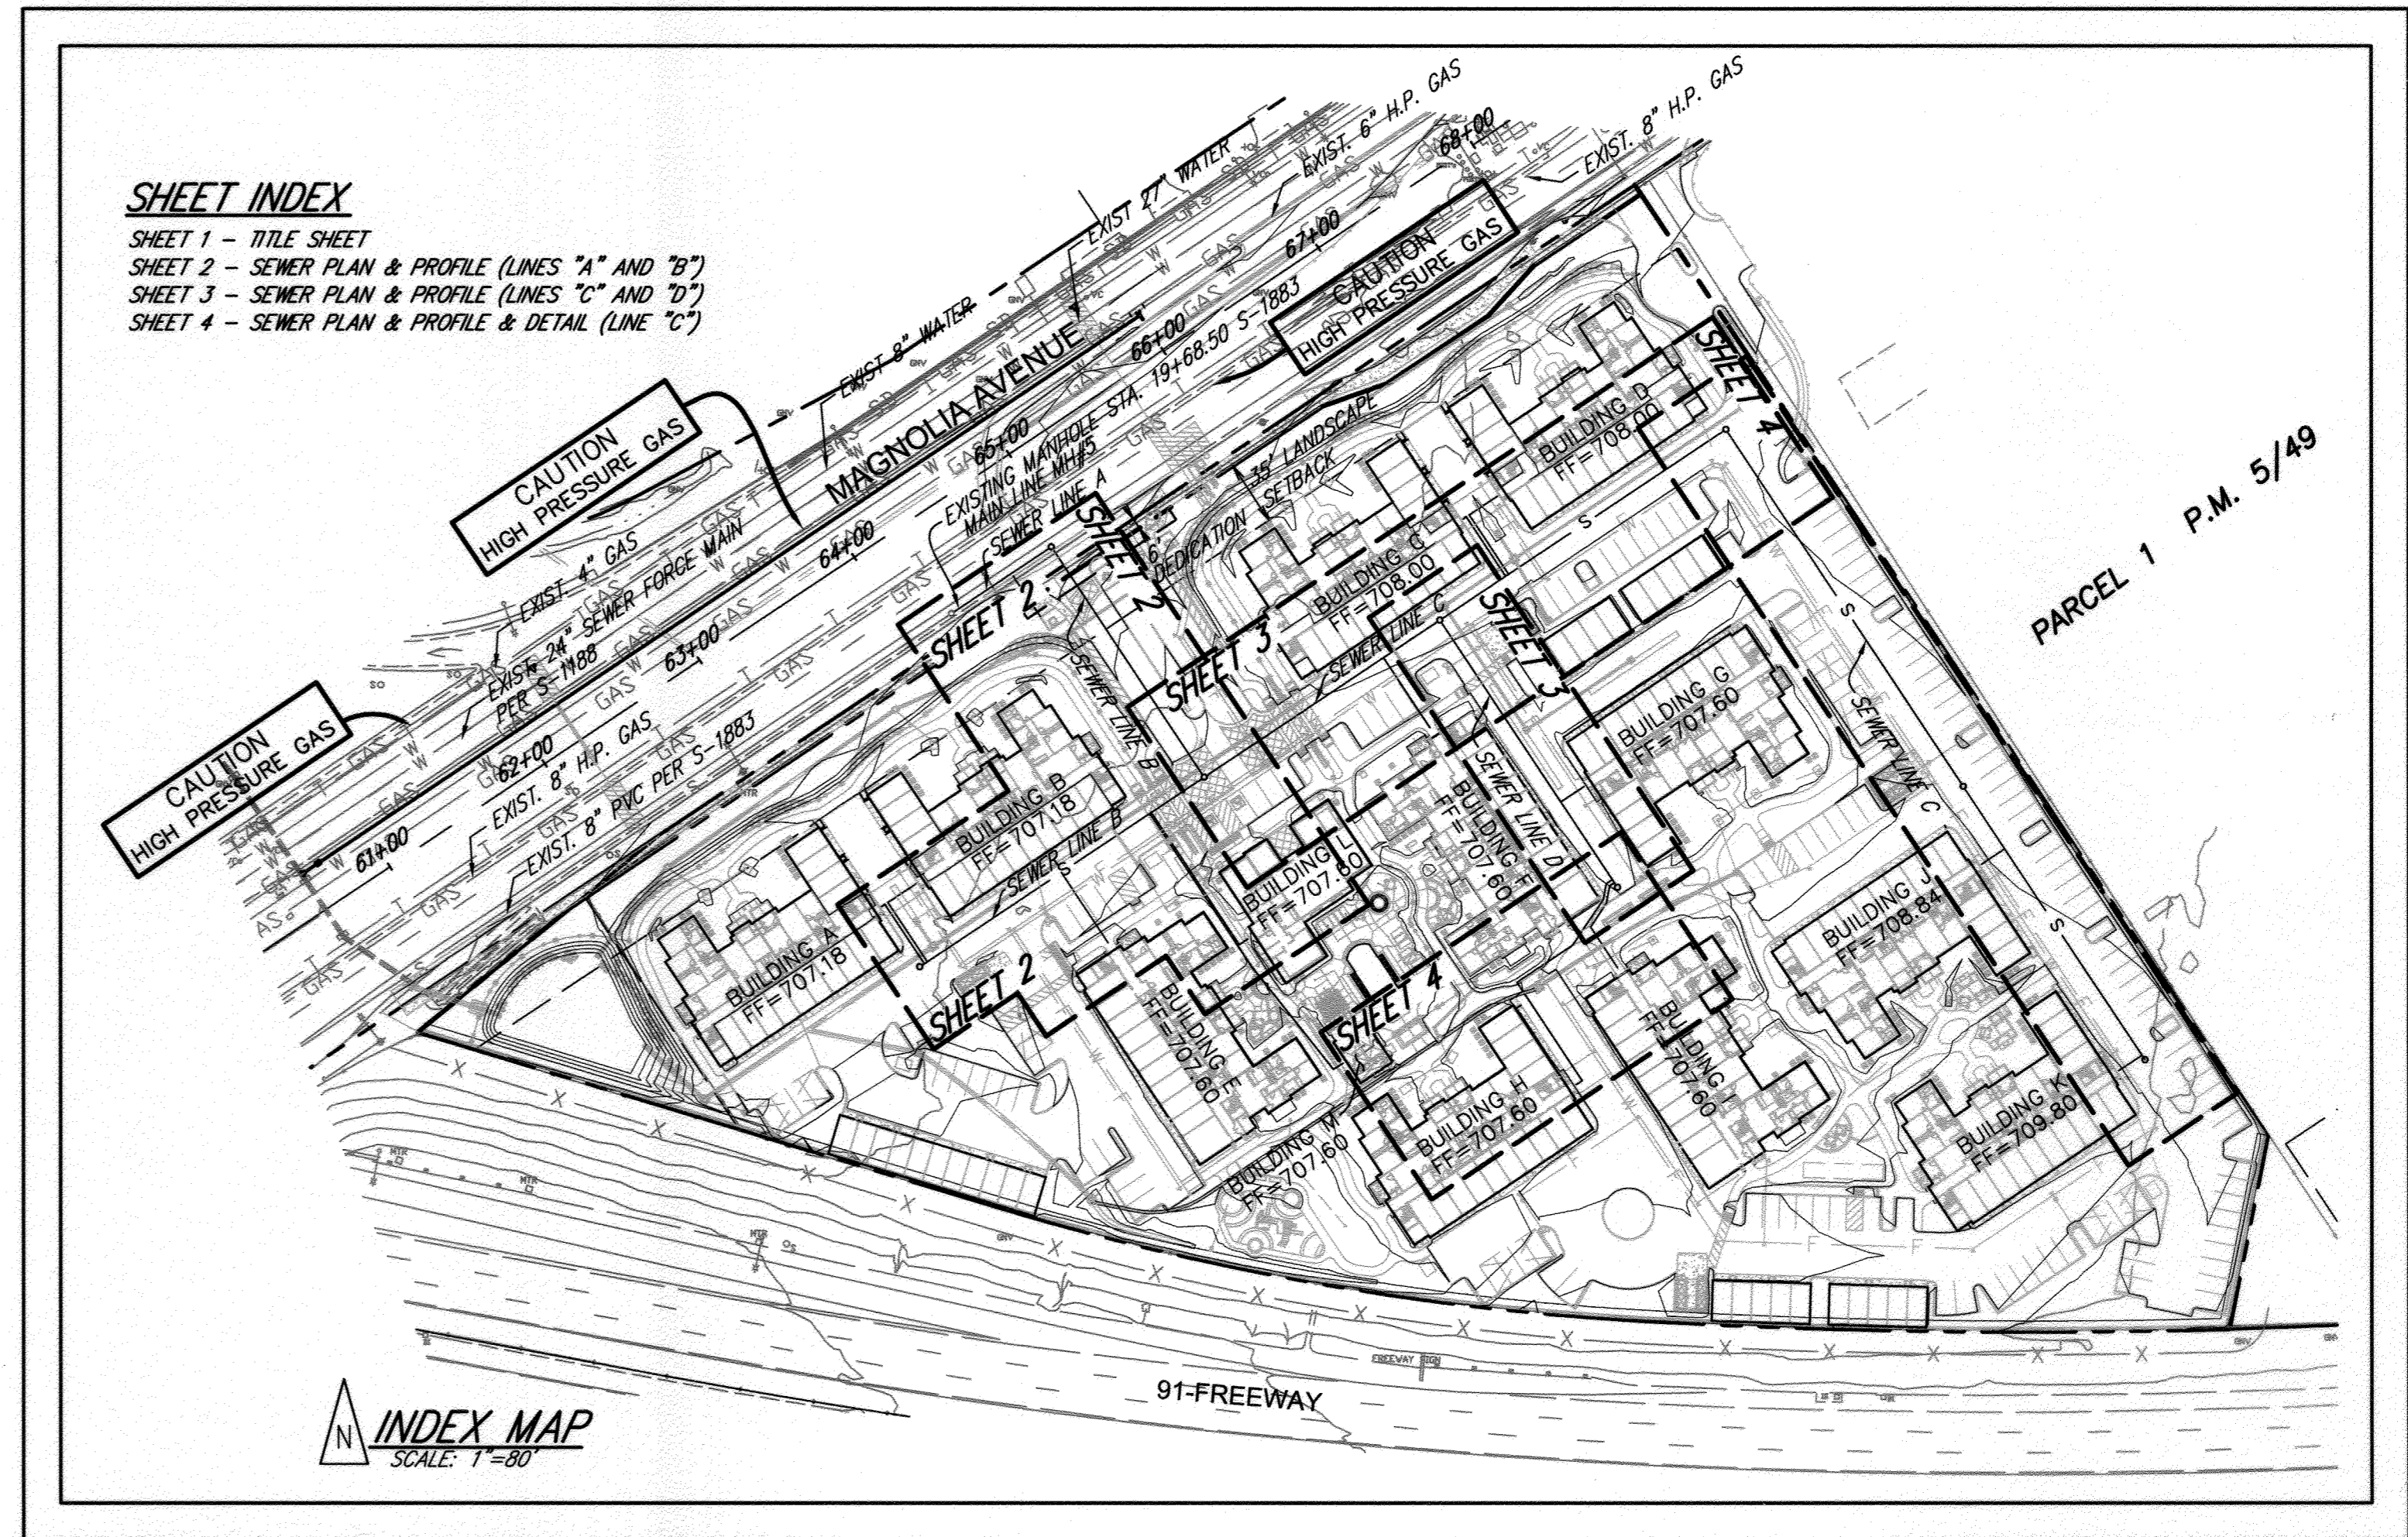 SHEET INDEX
SHEET 1 – TITLE SHEET
SHEET 2 – SEWER PLAN & PROFILE (LINES "A" AND "B")
SHEET 3 – SEWER PLAN & PROFILE (LINES "C" AND "D")
SHEET 4 – SEWER PLAN & PROFILE & DETAIL (LINE "C")
EXIST. 6" H.P. GAS
EXIST. 8" H.P. GAS
68+00
EXIST 27" WATER
67+00
CAUTION
HIGH PRESSURE GAS
EXIST 8" WATER
MAGNOLIA AVENUE
66+00
65+00
EXISTING MANHOLE STA. 19+68.50 S-1883
MAIN LINE MH#5
SEWER LINE A
CAUTION
HIGH PRESSURE GAS
64+00
EXIST. 4" GAS
EXIST. 24" SEWER FORCE MAIN
PER S-1188
63+00
CAUTION
HIGH PRESSURE GAS
62+00
EXIST. 8" H.P. GAS
EXIST. 8" PVC PER S-1883
61+00
35' LANDSCAPE
SETBACK
6'
DEDICATION
SHEET 2
SHEET 2
SHEET 3
SHEET 3
SHEET 4
SHEET 2
SHEET 4
BUILDING D
FF=708.00
BUILDING C
FF=708.00
SEWER LINE C
SEWER LINE B
BUILDING G
FF=707.60
SEWER LINE C
BUILDING B
FF=707.18
SEWER LINE B
BUILDING F
FF=707.60
SEWER LINE D
BUILDING L
FF=707.60
BUILDING A
FF=707.18
BUILDING J
FF=708.84
BUILDING E
FF=707.60
BUILDING I
FF=707.60
BUILDING H
FF=707.60
BUILDING M
FF=707.60
BUILDING K
FF=709.80
PARCEL 1 P.M. 5/49
FREEWAY SIGN
91-FREEWAY
N
INDEX MAP
SCALE: 1"=80'